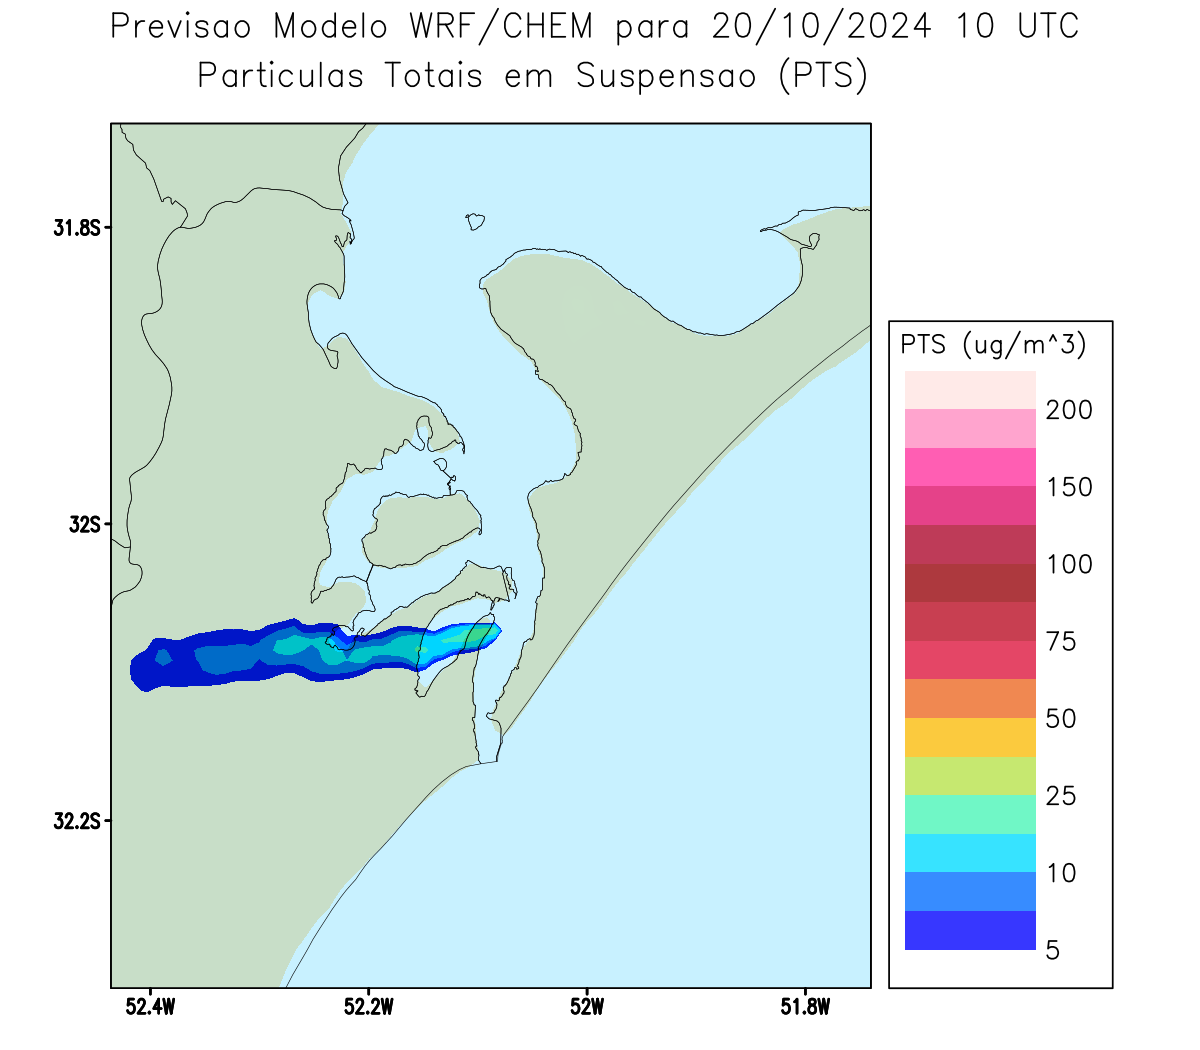 Previsao Modelo WRF/CHEM para 20/10/2024 10 UTC
Particulas Totais em Suspensao (PTS)
31.8S
32S
32.2S
52.4W 52.2W 52W 51.8W
PTS (ug/m^3)
200
150
100
75
50
25
10
5